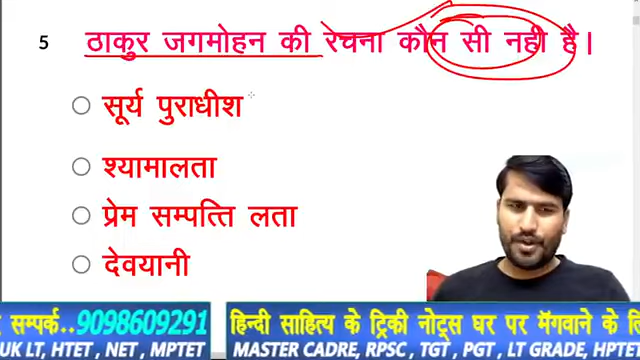 5 ठाकुर जगमोहन की रचना कौन सी नही है।
सूर्य पुराधीश
श्यामालता
प्रेम सम्पत्ति लता
देवयानी
सम्पर्क..9098609291 हिन्दी साहित्य के ट्रिकी नोट्स घर पर मॅगवाने के
UK LT, HTET , NET , MPTET MASTER CADRE, RPSC , TGT , PGT , LT GRADE, HPTE